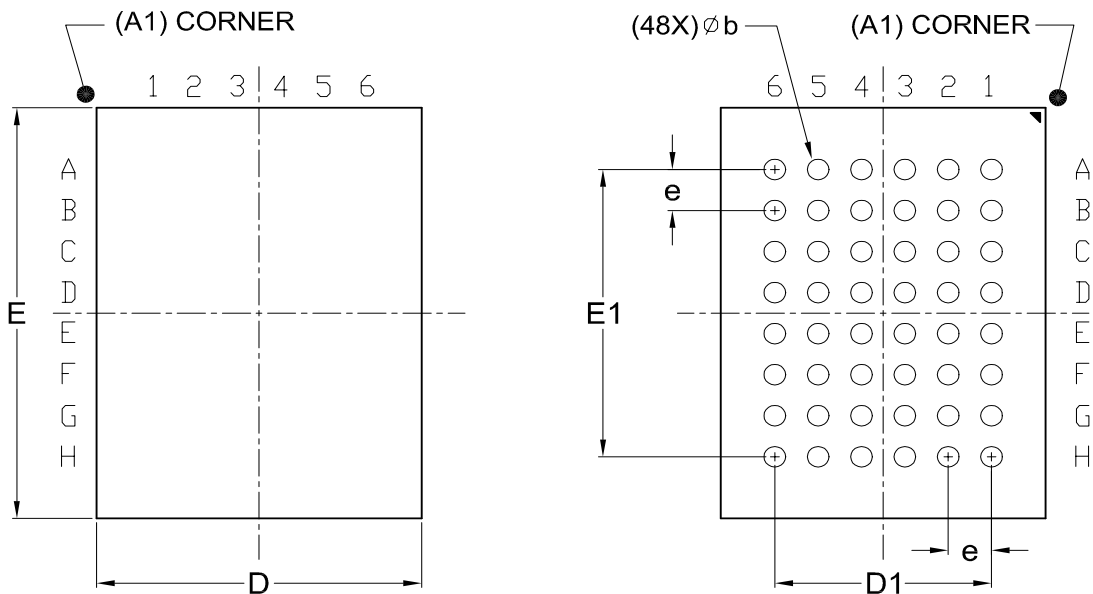 (A1) CORNER
1 2 3 4 5 6
A
B
C
D
E
F
G
H
E
D
(48X) ⌀ b
(A1) CORNER
6 5 4 3 2 1
A
B
C
D
E
F
G
H
e
E1
e
D1